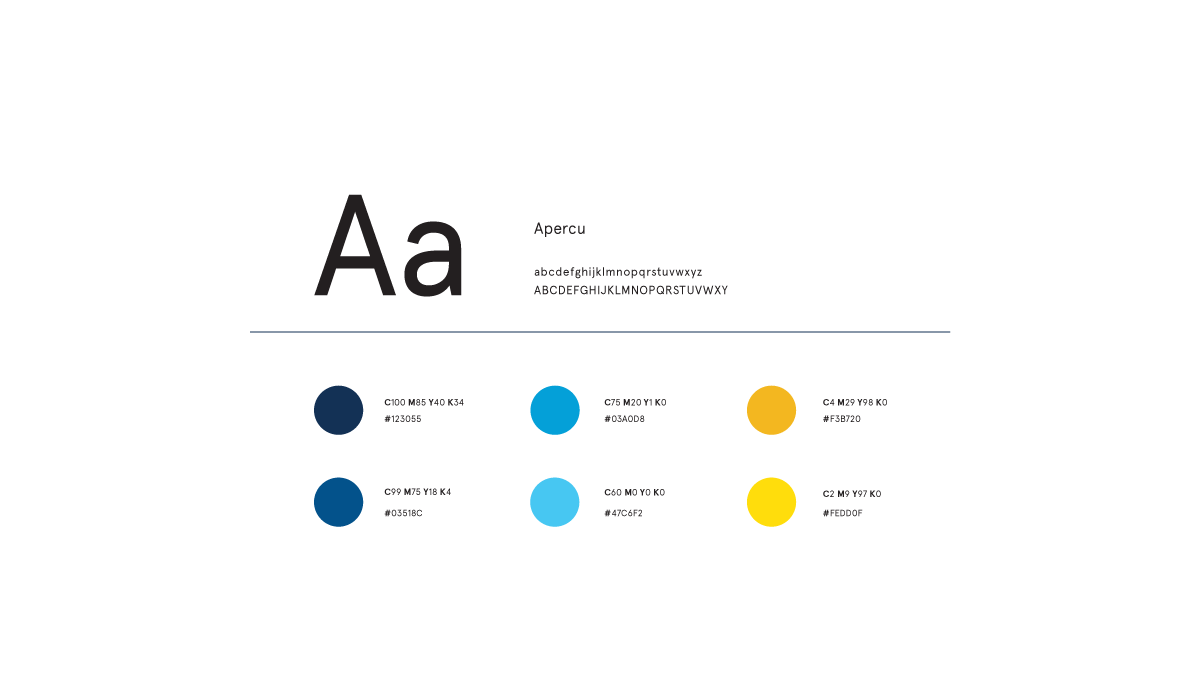 Aa
Apercu
abcdefghijklmnopqrstuvwxyz
ABCDEFGHIJKLMNOPQRSTUVWXY
C100 M85 Y40 K34
#123055
C75 M20 Y1 K0
#03A0D8
C4 M29 Y98 K0
#F3B720
C99 M75 Y18 K4
#03518C
C60 M0 Y0 K0
#47C6F2
C2 M9 Y97 K0
#FEDD0F